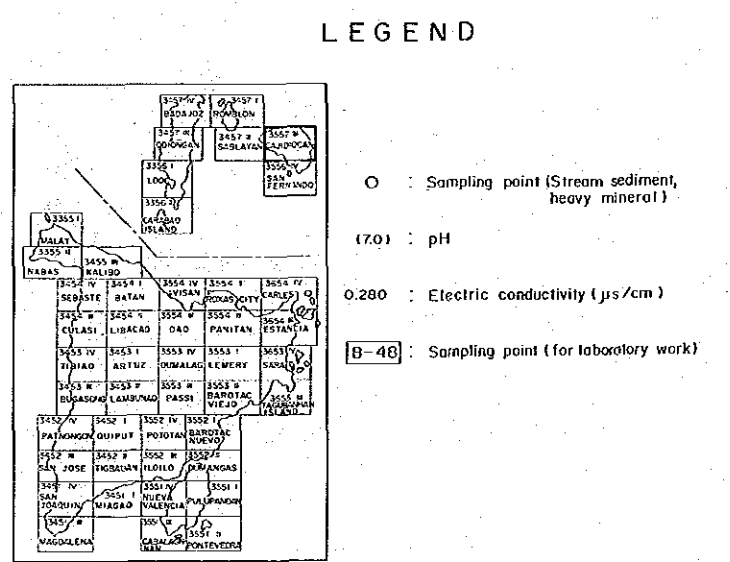 LEGEND
3457 IV 3457 I
BADAJOZ ROMBLON
3457 III 3457 II 3557 III
ODIONGAN SABLAYAN CAJIDIOCAN
3356 I 3556 IV
LOOC SAN FERNANDO
3356 II
CARABAO ISLAND
3355 I
MALAY
3355 II 3455 III
NABAS KALIBO
3454 IV 3454 I 3554 IV 3554 I 3654 IV
SEBASTE BATAN IVISAN ROXAS CITY CARLES
3454 III 3454 II 3554 III 3554 II 3654 III
CULASI LIBACAO DAO PANITAN ESTANCIA
3453 IV 3453 I 3553 IV 3553 I 3653 IV
TIBIAO ASTUZ DUMALAG LEMERY SARA
3453 III 3453 II 3553 III 3553 II 3653 III
BUGASONG LAMBUNAO PASSI BAROTAC VIEJO TAGUBANHAN ISLAND
3452 IV 3452 I 3552 IV 3552 I
PATNONGON QUIPUT POTOTAN BAROTAC NUEVO
3452 III 3452 II 3552 III 3552 II
SAN JOSE TIGBAUAN ILOILO DUMANGAS
3451 IV 3451 I 3551 IV 3551 I
SAN JOAQUIN MIAGAO NUEVA VALENCIA PULUPANDAN
3451 III 3551 III 3551 II
MAGDALENA CABALAGNAN PONTEVEDRA
O : Sampling point (Stream sediment,
heavy mineral)
(7.0) : pH
0.280 : Electric conductivity (μs/cm)
B-48 : Sampling point (for laboratory work)